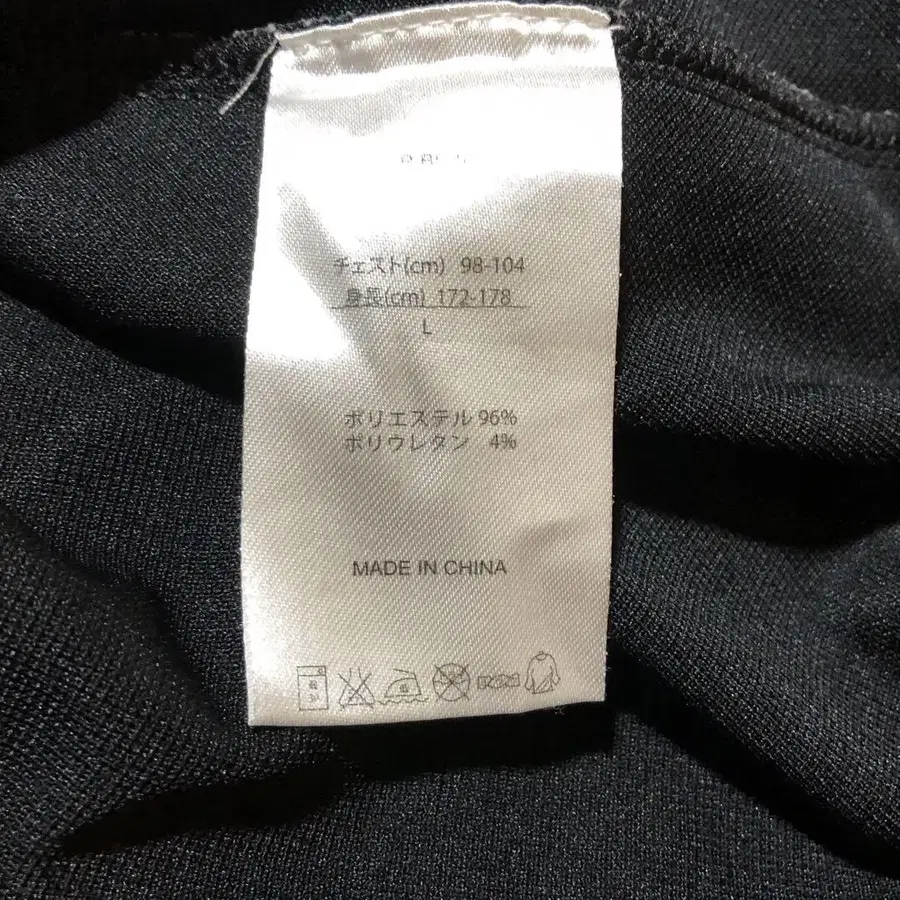 チェスト(cm) 98-104
身長(cm) 172-178
L
ポリエステル 96%
ポリウレタン 4%
MADE IN CHINA